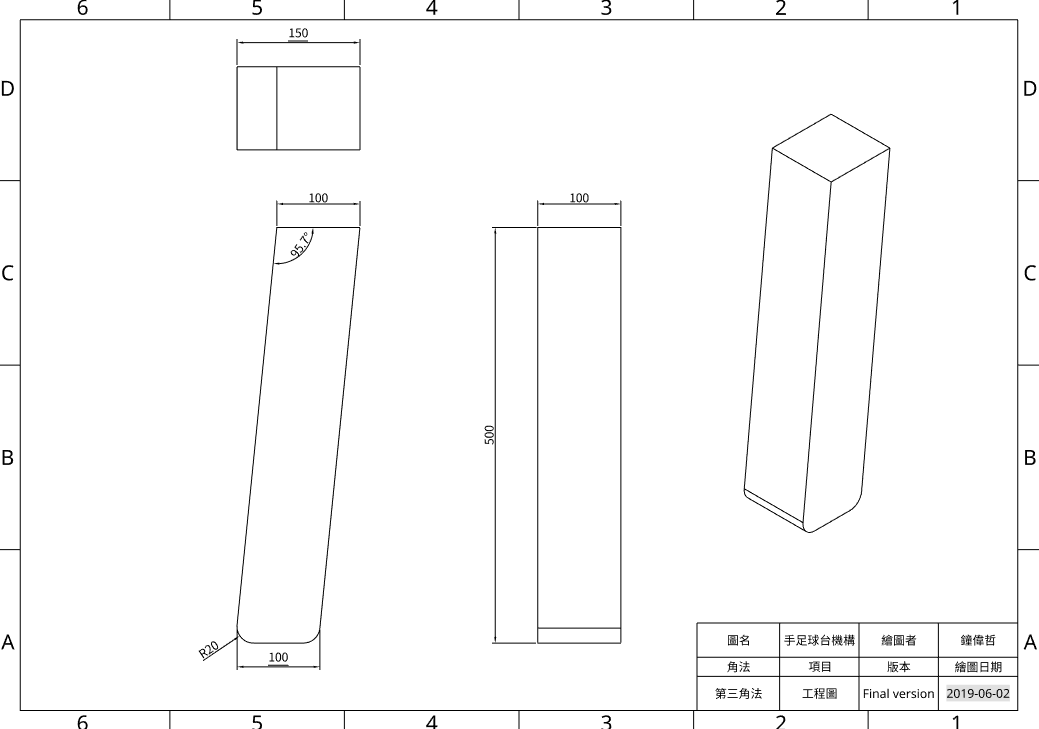 6 5 4 3 2 1
150
D D
100 100
95.7°
C C
500
B B
圖名 手足球台機構 繪圖者 鐘偉哲
A A
R20
100
角法 項目 版本 繪圖日期
第三角法 工程圖 Final version 2019-06-02
6 5 4 3 2 1